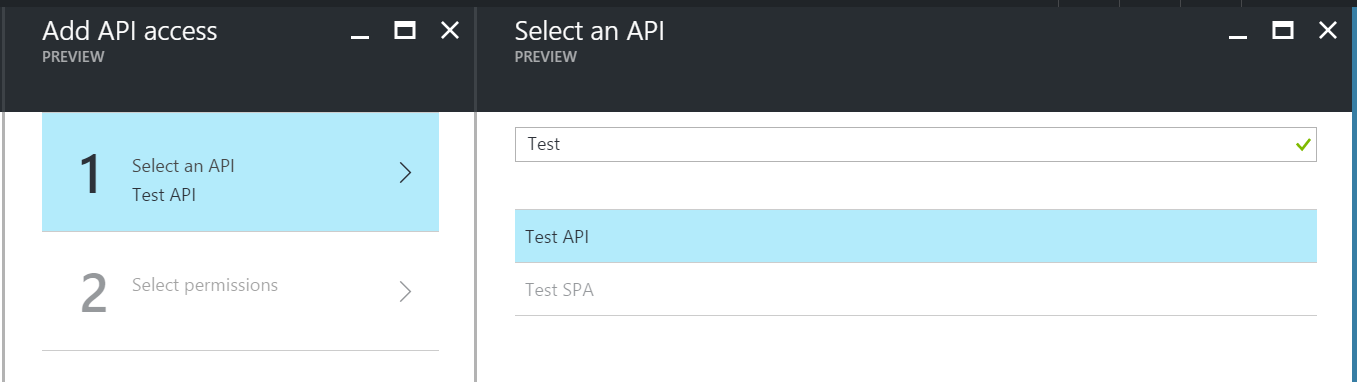 Add API access
PREVIEW
1
Select an API
Test API
2
Select permissions
Select an API
PREVIEW
Test
Test API
Test SPA